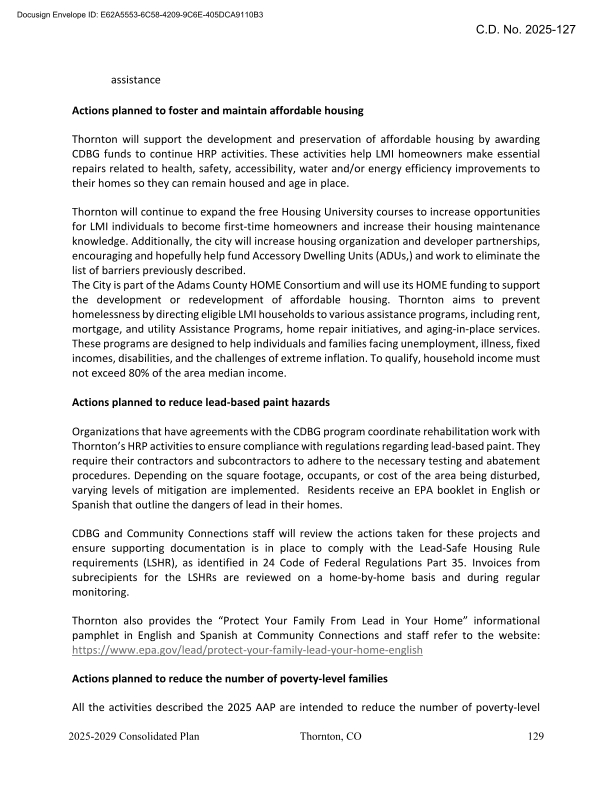 Docusign Envelope ID: E62A5553-6C58-4209-9C6E-405DCA9110B3
C.D. No. 2025-127
assistance
Actions planned to foster and maintain affordable housing
Thornton will support the development and preservation of affordable housing by awarding
CDBG funds to continue HRP activities. These activities help LMI homeowners make essential
repairs related to health, safety, accessibility, water and/or energy efficiency improvements to
their homes so they can remain housed and age in place.
Thornton will continue to expand the free Housing University courses to increase opportunities
for LMI individuals to become first-time homeowners and increase their housing maintenance
knowledge. Additionally, the city will increase housing organization and developer partnerships,
encouraging and hopefully help fund Accessory Dwelling Units (ADUs,) and work to eliminate the
list of barriers previously described.
The City is part of the Adams County HOME Consortium and will use its HOME funding to support
the development or redevelopment of affordable housing. Thornton aims to prevent
homelessness by directing eligible LMI households to various assistance programs, including rent,
mortgage, and utility Assistance Programs, home repair initiatives, and aging-in-place services.
These programs are designed to help individuals and families facing unemployment, illness, fixed
incomes, disabilities, and the challenges of extreme inflation. To qualify, household income must
not exceed 80% of the area median income.
Actions planned to reduce lead-based paint hazards
Organizations that have agreements with the CDBG program coordinate rehabilitation work with
Thornton’s HRP activities to ensure compliance with regulations regarding lead-based paint. They
require their contractors and subcontractors to adhere to the necessary testing and abatement
procedures. Depending on the square footage, occupants, or cost of the area being disturbed,
varying levels of mitigation are implemented.  Residents receive an EPA booklet in English or
Spanish that outline the dangers of lead in their homes.
CDBG and Community Connections staff will review the actions taken for these projects and
ensure supporting documentation is in place to comply with the Lead-Safe Housing Rule
requirements (LSHR), as identified in 24 Code of Federal Regulations Part 35. Invoices from
subrecipients for the LSHRs are reviewed on a home-by-home basis and during regular
monitoring.
Thornton also provides the “Protect Your Family From Lead in Your Home” informational
pamphlet in English and Spanish at Community Connections and staff refer to the website:
https://www.epa.gov/lead/protect-your-family-lead-your-home-english
Actions planned to reduce the number of poverty-level families
All the activities described the 2025 AAP are intended to reduce the number of poverty-level
2025-2029 Consolidated Plan
Thornton, CO
129